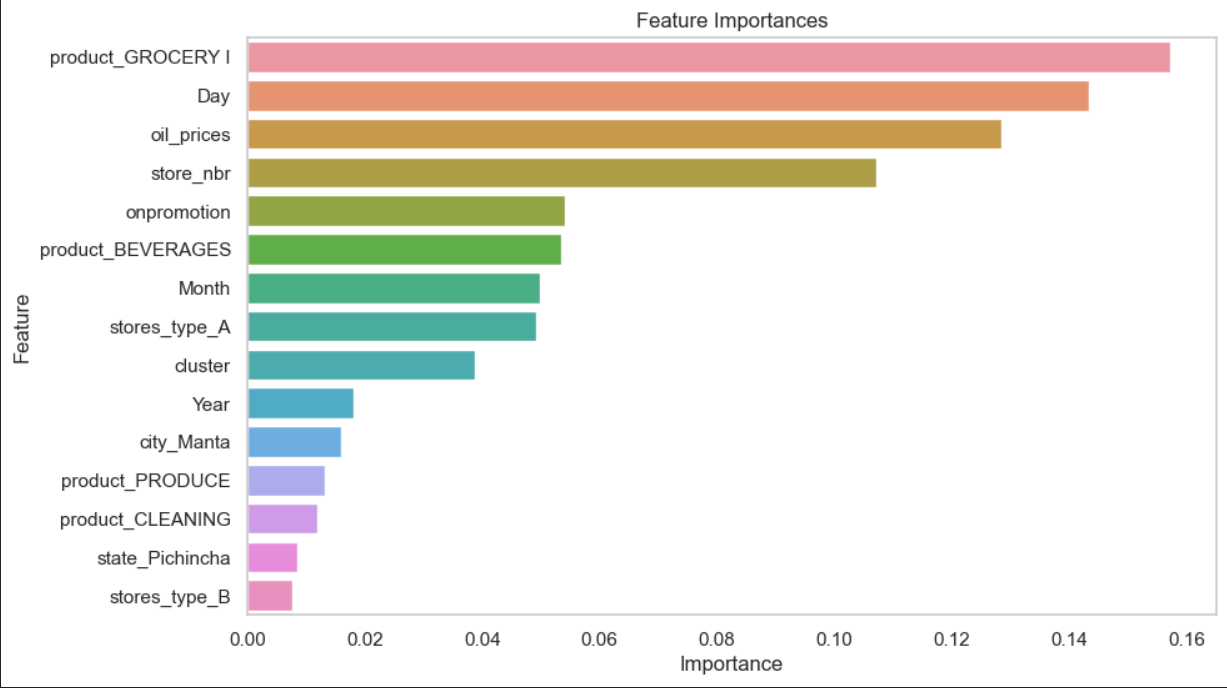 Feature Importances
product_GROCERY I
Day
oil_prices
store_nbr
onpromotion
product_BEVERAGES
Month
stores_type_A
cluster
Year
city_Manta
product_PRODUCE
product_CLEANING
state_Pichincha
stores_type_B
Feature
0.00 0.02 0.04 0.06 0.08 0.10 0.12 0.14 0.16
Importance